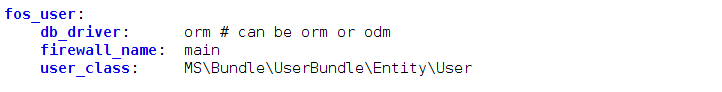 fos_user:
    db_driver:     orm # can be orm or odm
    firewall_name: main
    user_class:    MS\Bundle\UserBundle\Entity\User